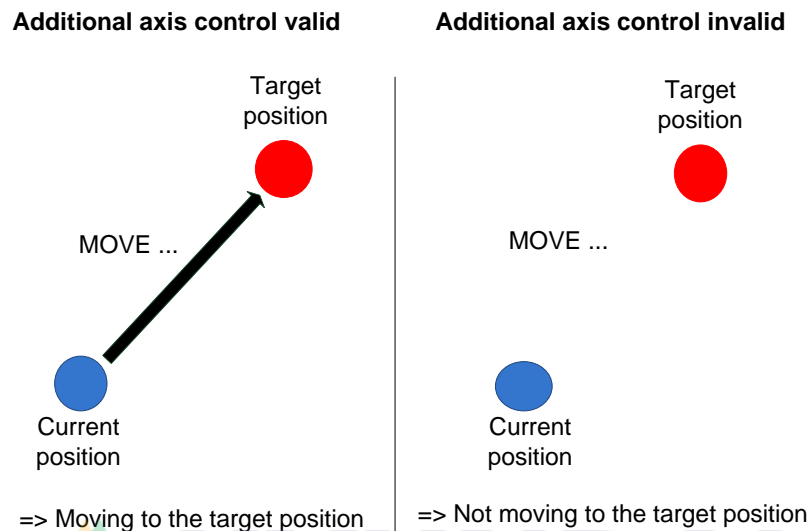 Additional axis control valid
Target
position
MOVE ...
Current
position
=> Moving to the target position
Additional axis control invalid
Target
position
MOVE ...
Current
position
=> Not moving to the target position